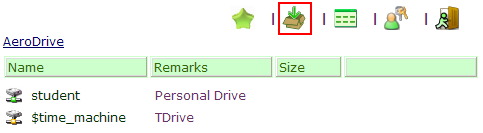 AeroDrive
Name Remarks Size
student Personal Drive
$time_machine TDrive